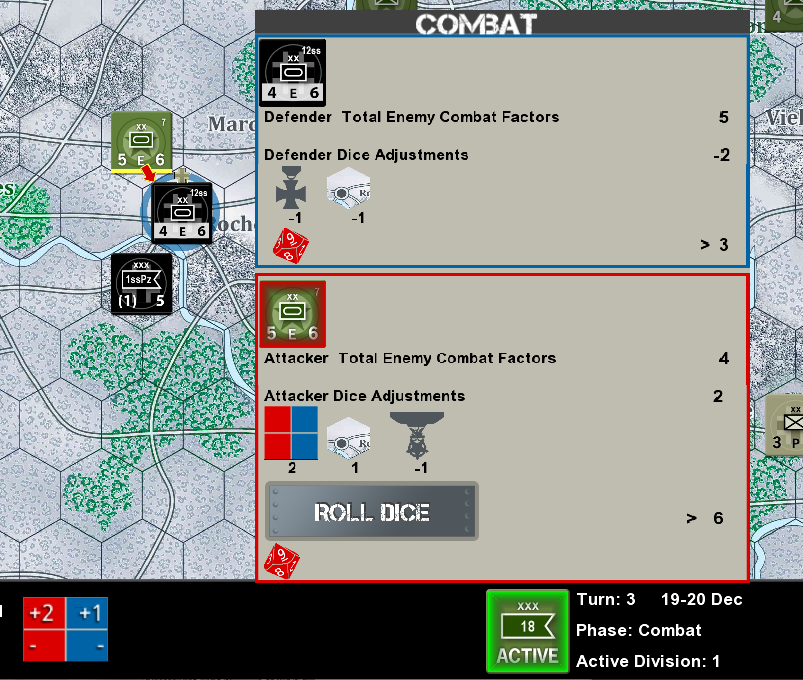 COMBAT
xx 12ss
4 E 6
Defender Total Enemy Combat Factors 5
Defender Dice Adjustments -2
-1 -1
> 3
xx 7
5 E 6
Attacker Total Enemy Combat Factors 4
Attacker Dice Adjustments 2
2 1 -1
ROLL DICE
> 6
xx 7
5 E 6
xx 12ss
4 E 6
xxx
1ssPz
(1) 5
4
xx
3 P
+2 +1
- -
xxx
18
ACTIVE
Turn: 3 19-20 Dec
Phase: Combat
Active Division: 1